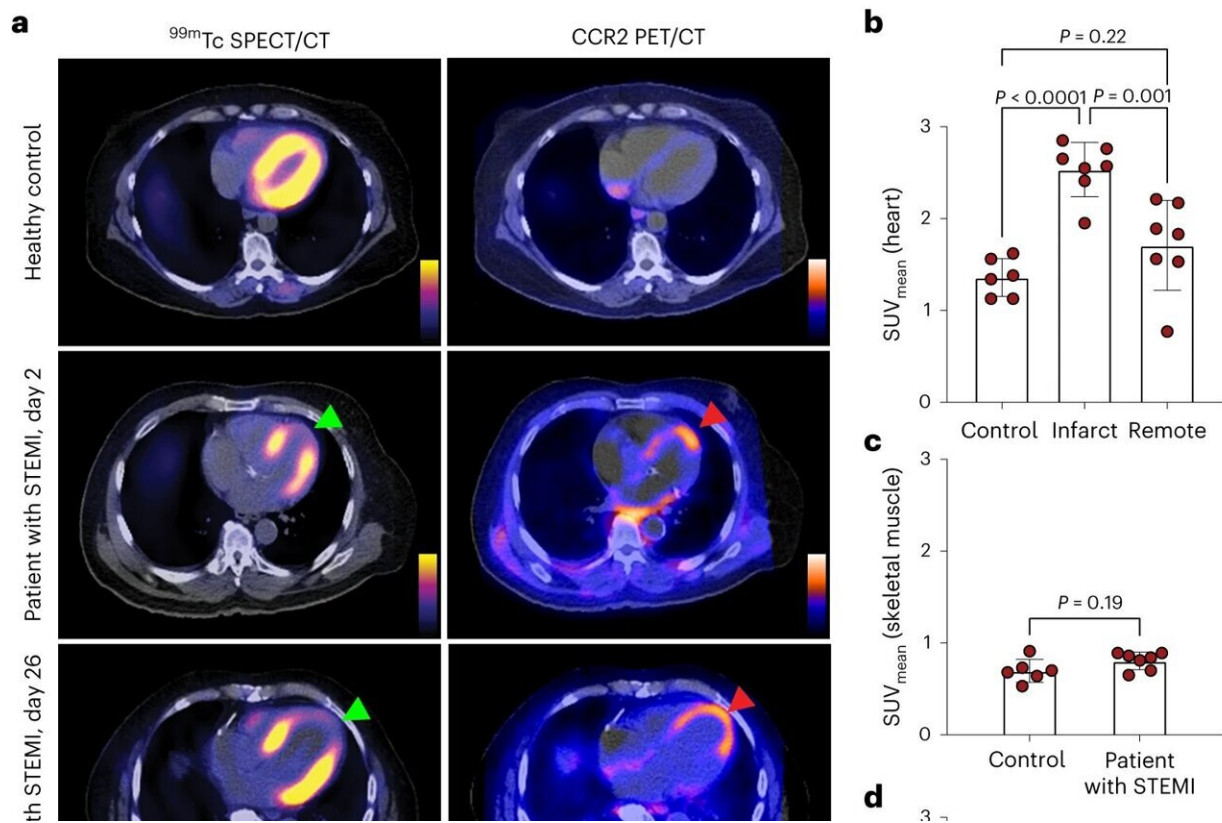 a
99mTc SPECT/CT
CCR2 PET/CT
Healthy control
Patient with STEMI, day 2
th STEMI, day 26
b
P = 0.22
P < 0.0001
P = 0.001
3
2
1
0
SUVmean (heart)
Control
Infarct
Remote
c
3
2
1
0
SUVmean (skeletal muscle)
P = 0.19
Control
Patient
with STEMI
d
3